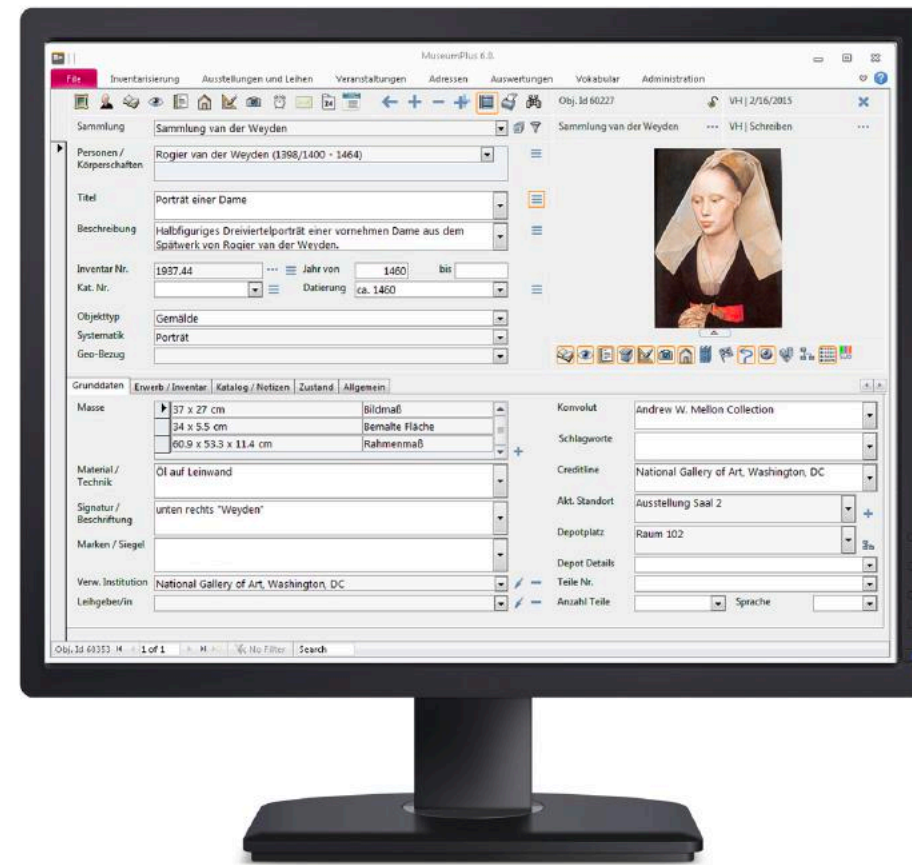 MuseumPlus 6.0.
File Inventarisierung Ausstellungen und Leihen Veranstaltungen Adressen Auswertungen Vokabular Administration
Obj. Id 60227 VH | 2/16/2015
Sammlung Sammlung van der Weyden
Sammlung van der Weyden VH | Schreiben
Personen / Körperschaften Rogier van der Weyden (1398/1400 - 1464)
Titel Porträt einer Dame
Beschreibung Halbfiguriges Dreiviertelporträt einer vornehmen Dame aus dem
Spätwerk von Rogier van der Weyden.
Inventar Nr. 1937.44 Jahr von 1460 bis
Kat. Nr. Datierung ca. 1460
Objekttyp Gemälde
Systematik Porträt
Geo-Bezug
Grunddaten Erwerb / Inventar Katalog / Notizen Zustand Allgemein
Masse 37 x 27 cm Bildmaß
34 x 5.5 cm Bemalte Fläche
60.9 x 53.3 x 11.4 cm Rahmenmaß
Material / Technik Öl auf Leinwand
Signatur / Beschriftung unten rechts "Weyden"
Marken / Siegel
Verw. Institution National Gallery of Art, Washington, DC
Leihgeber/in
Konvolut Andrew W. Mellon Collection
Schlagworte
Creditline National Gallery of Art, Washington, DC
Akt. Standort Ausstellung Saal 2
Depotplatz Raum 102
Depot Details
Teile Nr.
Anzahl Teile Sprache
Obj. Id 60353 1 of 1 No Filter Search